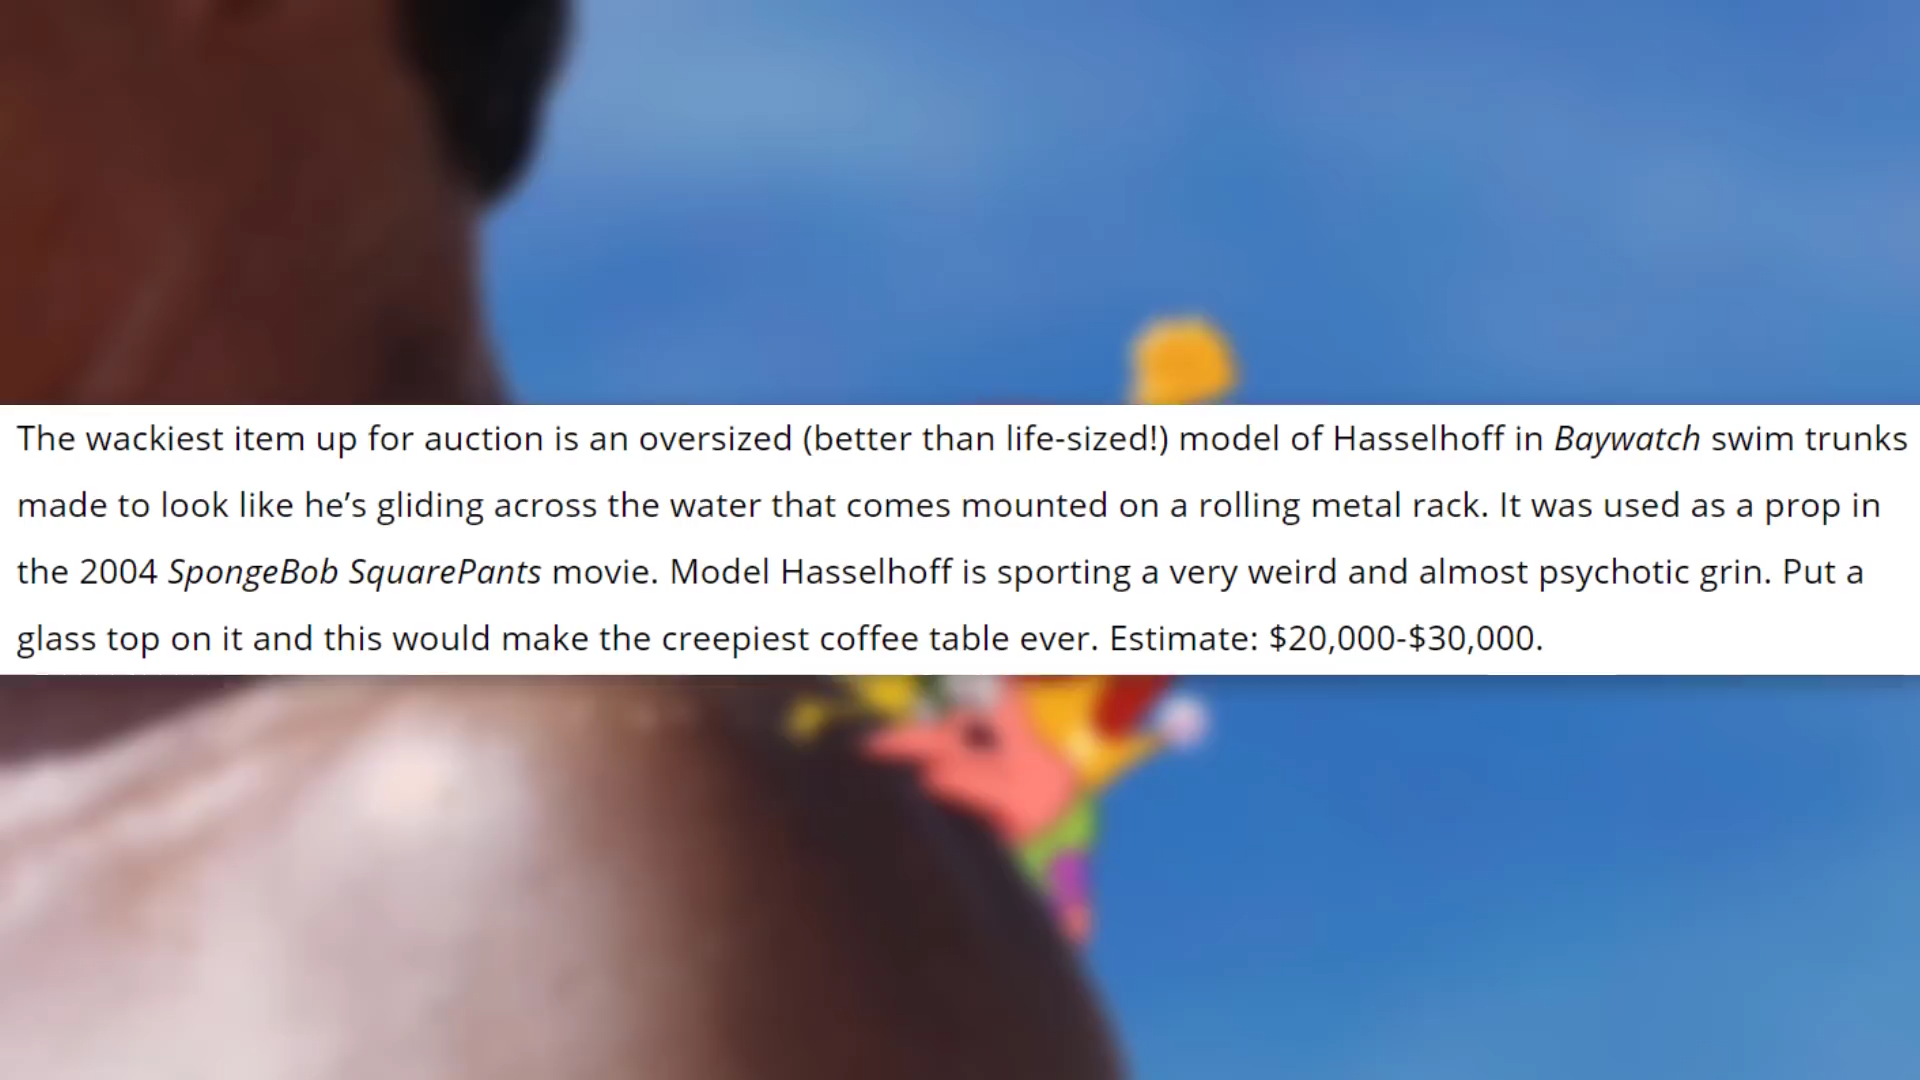 The wackiest item up for auction is an oversized (better than life-sized!) model of Hasselhoff in Baywatch swim trunks
made to look like he’s gliding across the water that comes mounted on a rolling metal rack. It was used as a prop in
the 2004 SpongeBob SquarePants movie. Model Hasselhoff is sporting a very weird and almost psychotic grin. Put a
glass top on it and this would make the creepiest coffee table ever. Estimate: $20,000-$30,000.